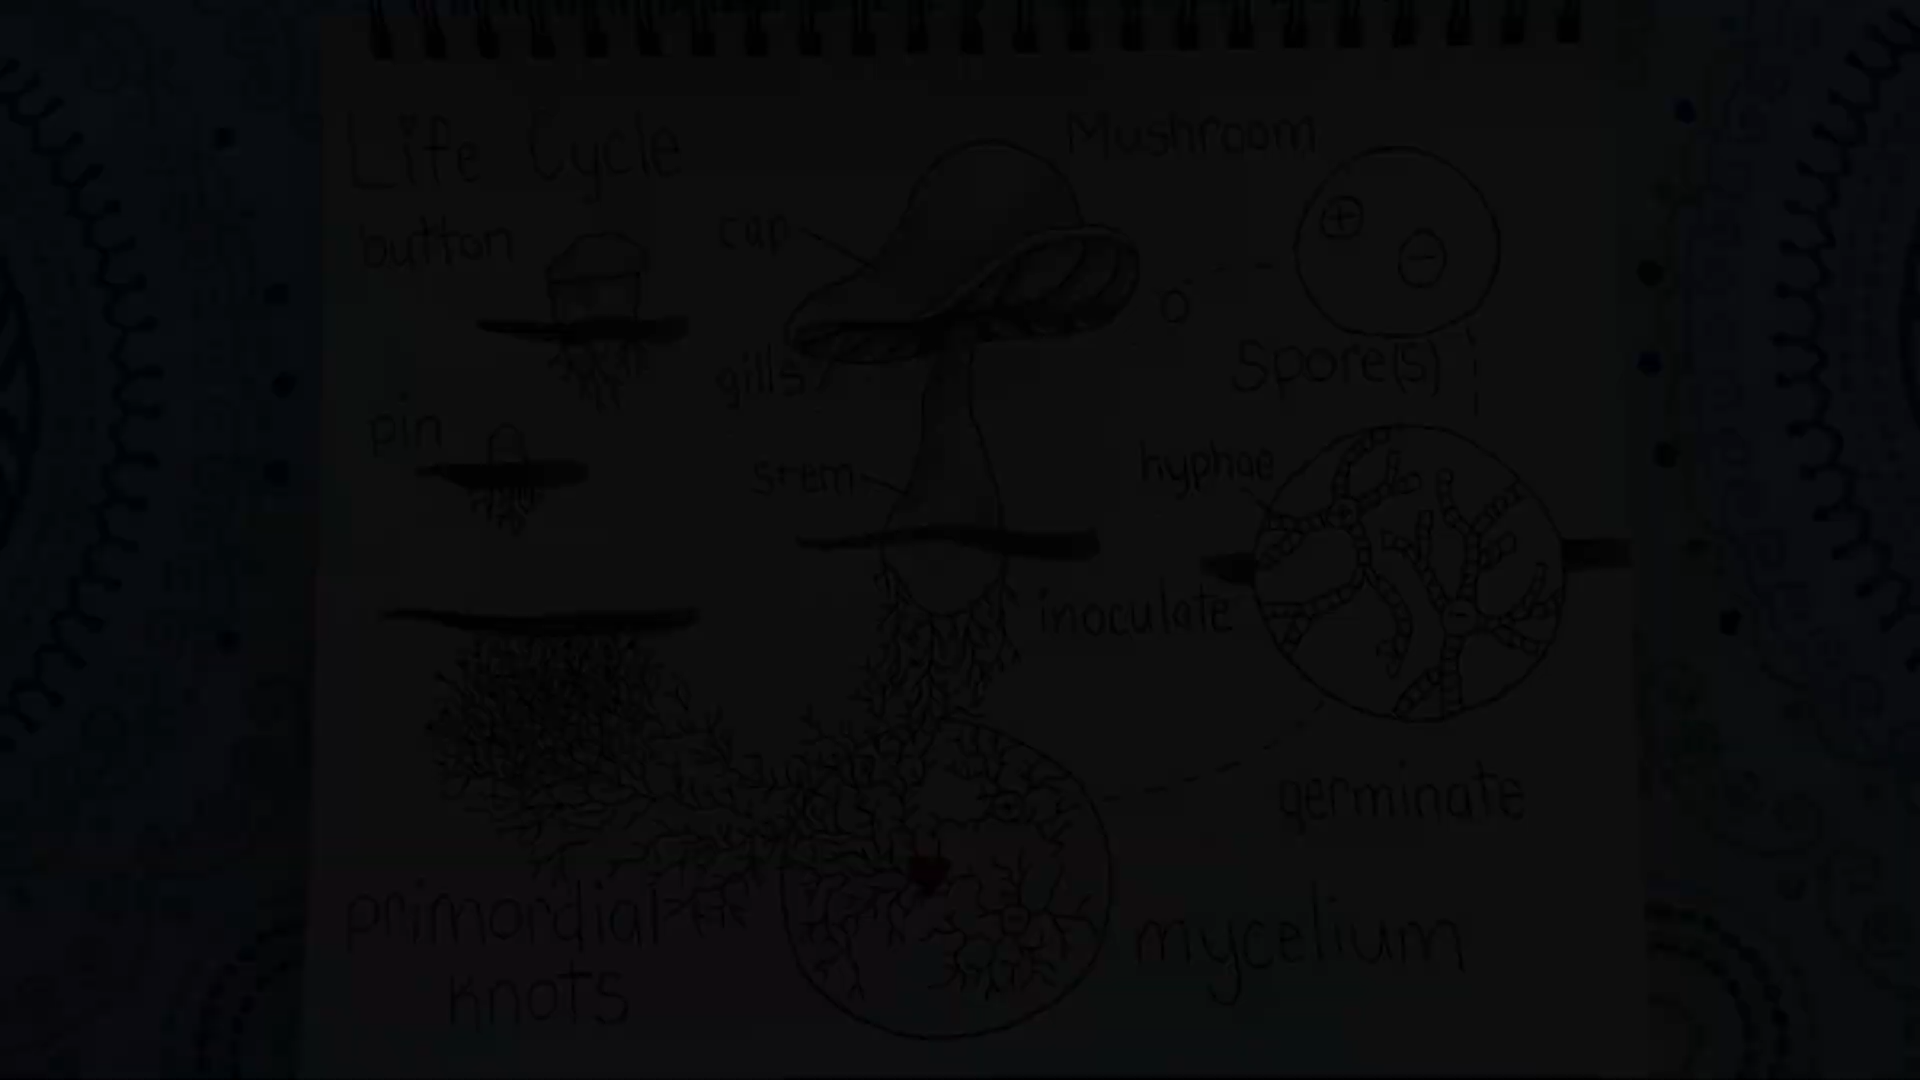 Life Cycle
Mushroom
button
cap
gills
Spore(s)
pin
stem
hyphae
inoculate
germinate
primordial
knots
mycelium